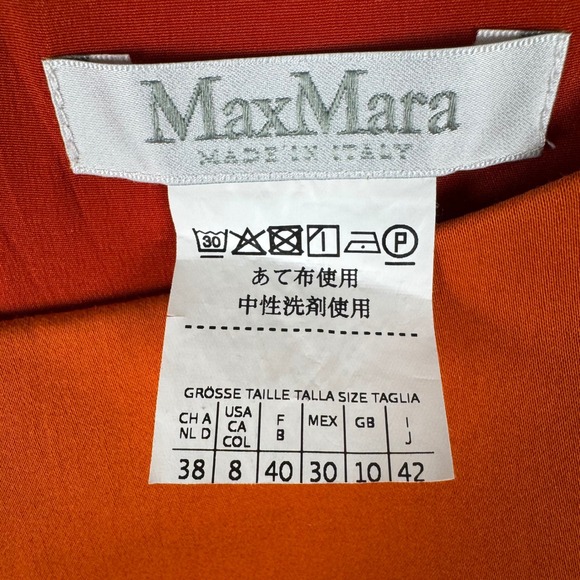 MaxMara
MADE IN ITALY
30 P
あて布使用
中性洗剤使用
GRÖSSE TAILLE TALLA SIZE TAGLIA
CH A NL D USA CA COL F B MEX GB I J
38 8 40 30 10 42